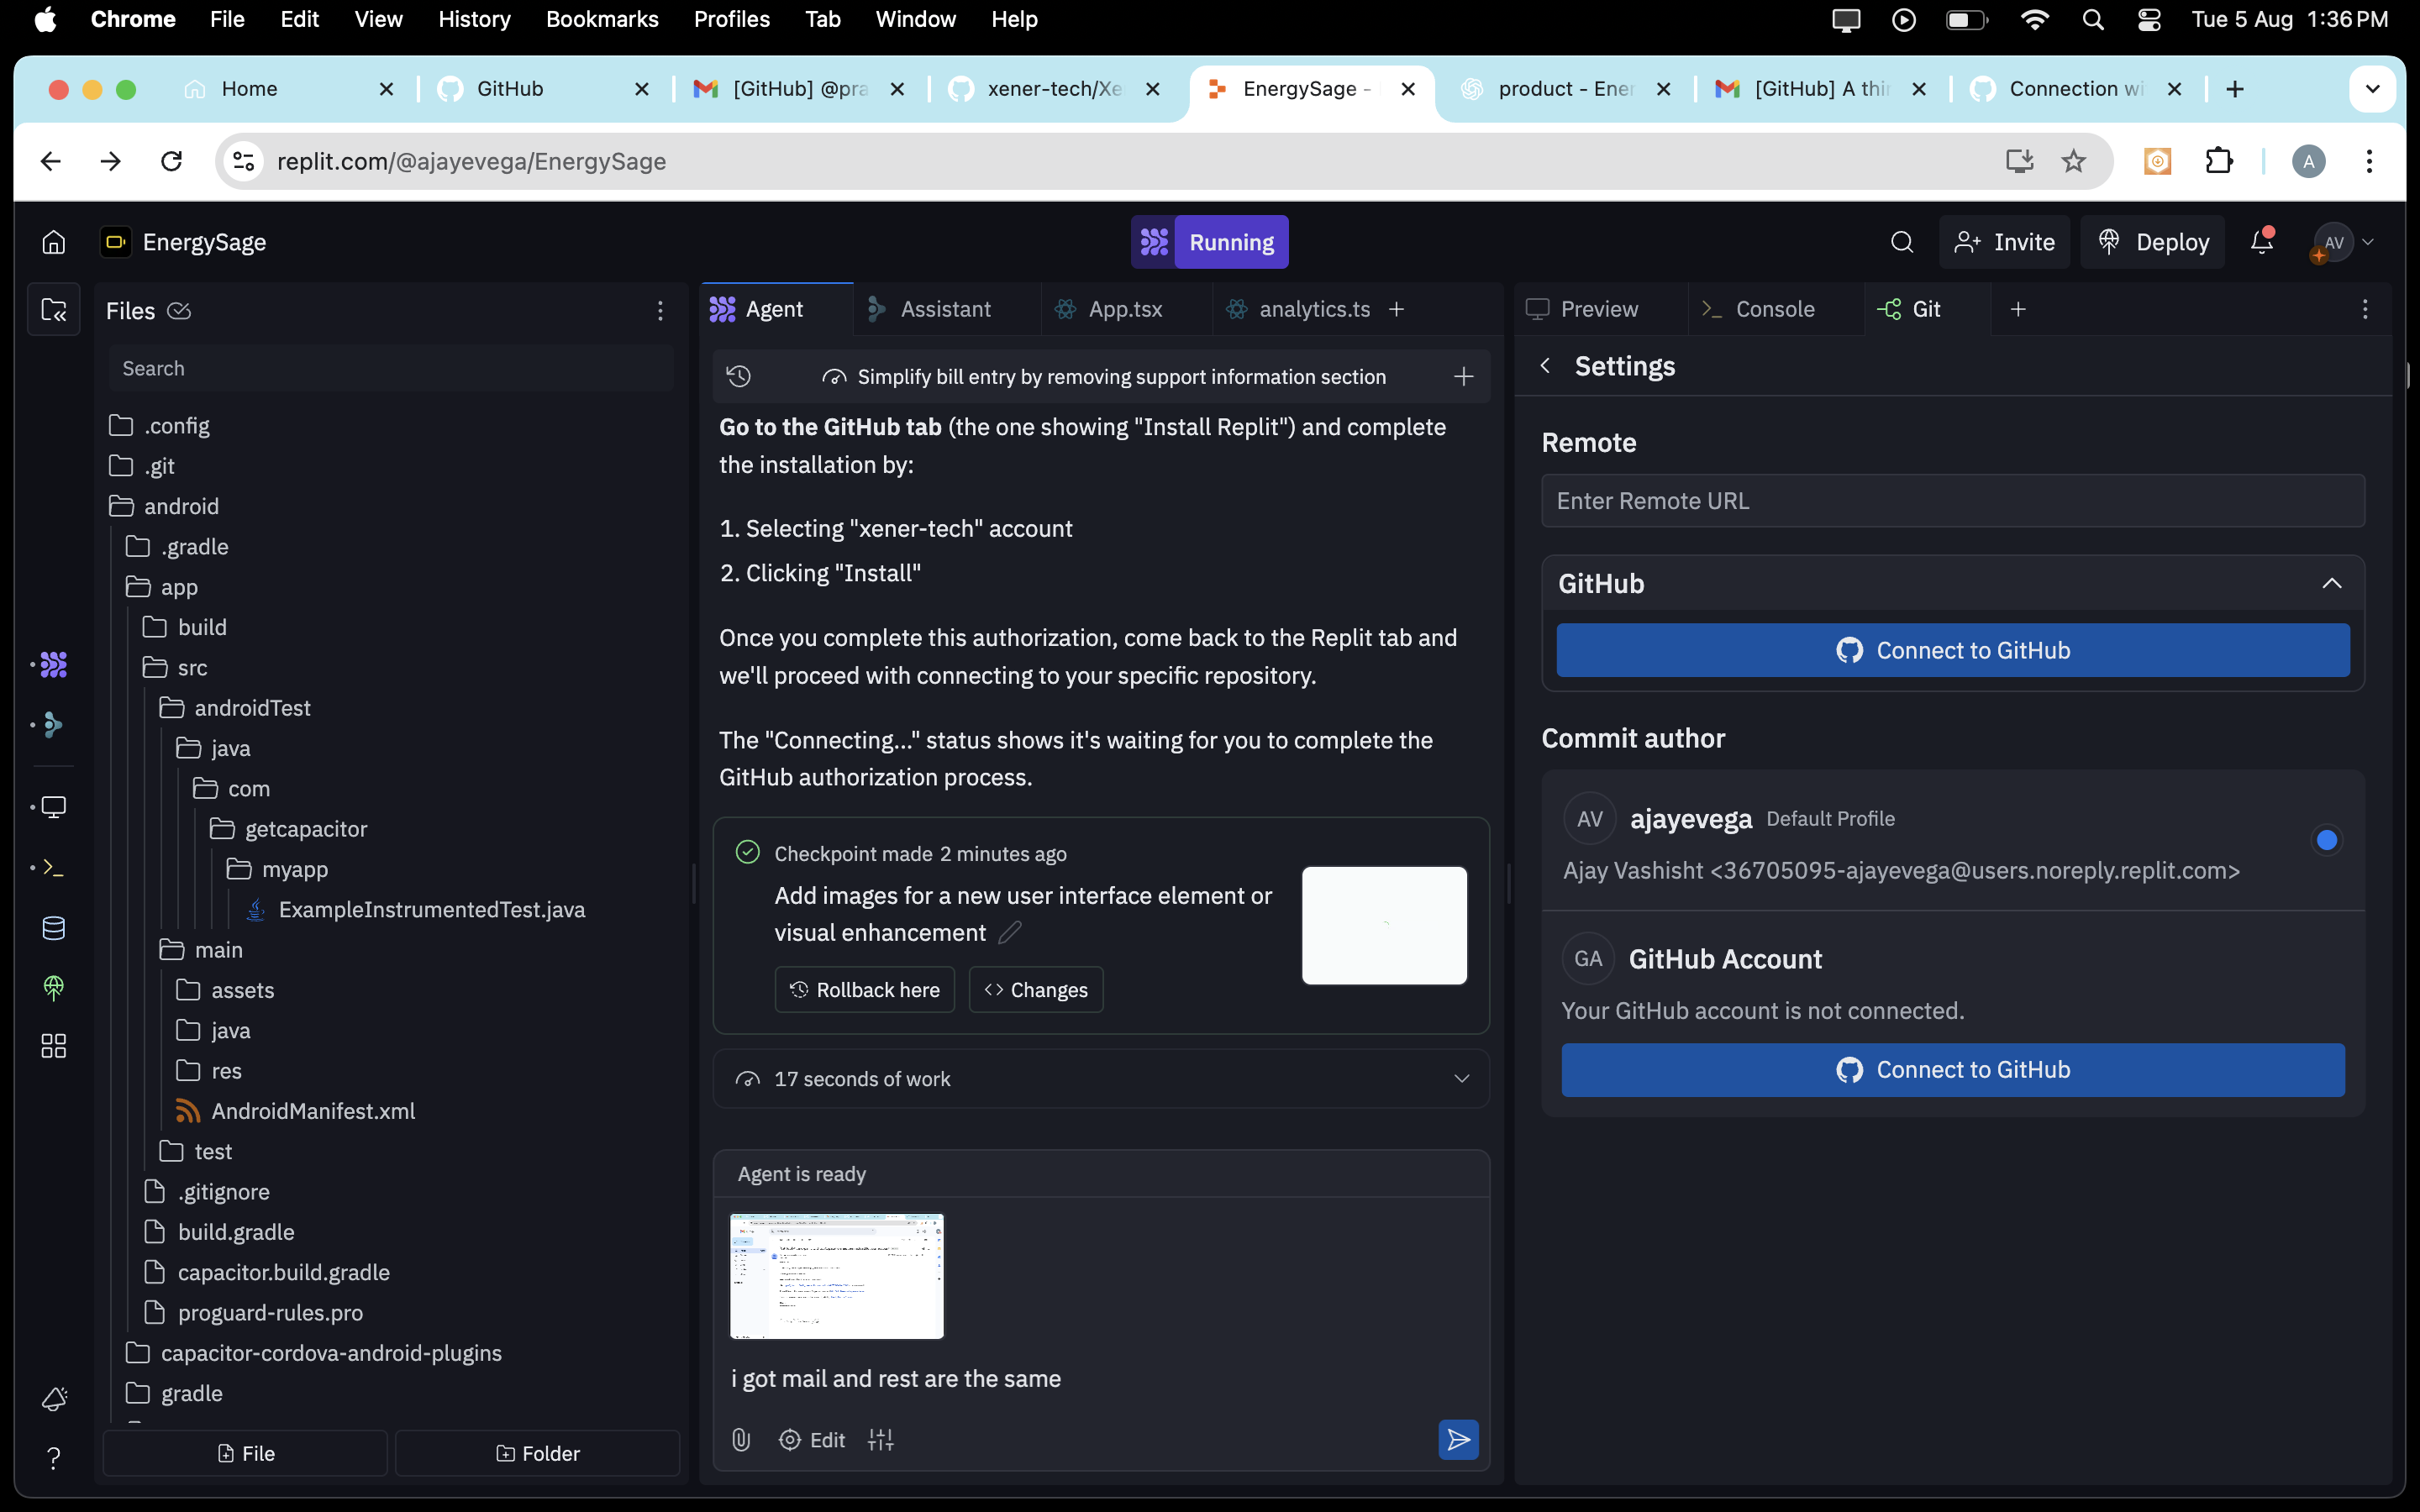 Chrome File Edit View History Bookmarks Profiles Tab Window Help Tue 5 Aug 1:36 PM
Home GitHub [GitHub] @pra xener-tech/Xe EnergySage - product - Ener [GitHub] A thi Connection wi
replit.com/@ajayevega/EnergySage A
EnergySage Running Invite Deploy AV
Files
Search
.config
.git
android
.gradle
app
build
src
androidTest
java
com
getcapacitor
myapp
ExampleInstrumentedTest.java
main
assets
java
res
AndroidManifest.xml
test
.gitignore
build.gradle
capacitor.build.gradle
proguard-rules.pro
capacitor-cordova-android-plugins
gradle
File Folder
Agent Assistant App.tsx analytics.ts
Simplify bill entry by removing support information section
Go to the GitHub tab (the one showing "Install Replit") and complete
the installation by:
1. Selecting "xener-tech" account
2. Clicking "Install"
Once you complete this authorization, come back to the Replit tab and
we'll proceed with connecting to your specific repository.
The "Connecting..." status shows it's waiting for you to complete the
GitHub authorization process.
Checkpoint made 2 minutes ago
Add images for a new user interface element or
visual enhancement
Rollback here Changes
17 seconds of work
Agent is ready
i got mail and rest are the same
Edit
Preview Console Git
Settings
Remote
Enter Remote URL
GitHub
Connect to GitHub
Commit author
AV ajayevega Default Profile
Ajay Vashisht <36705095-ajayevega@users.noreply.replit.com>
GA GitHub Account
Your GitHub account is not connected.
Connect to GitHub